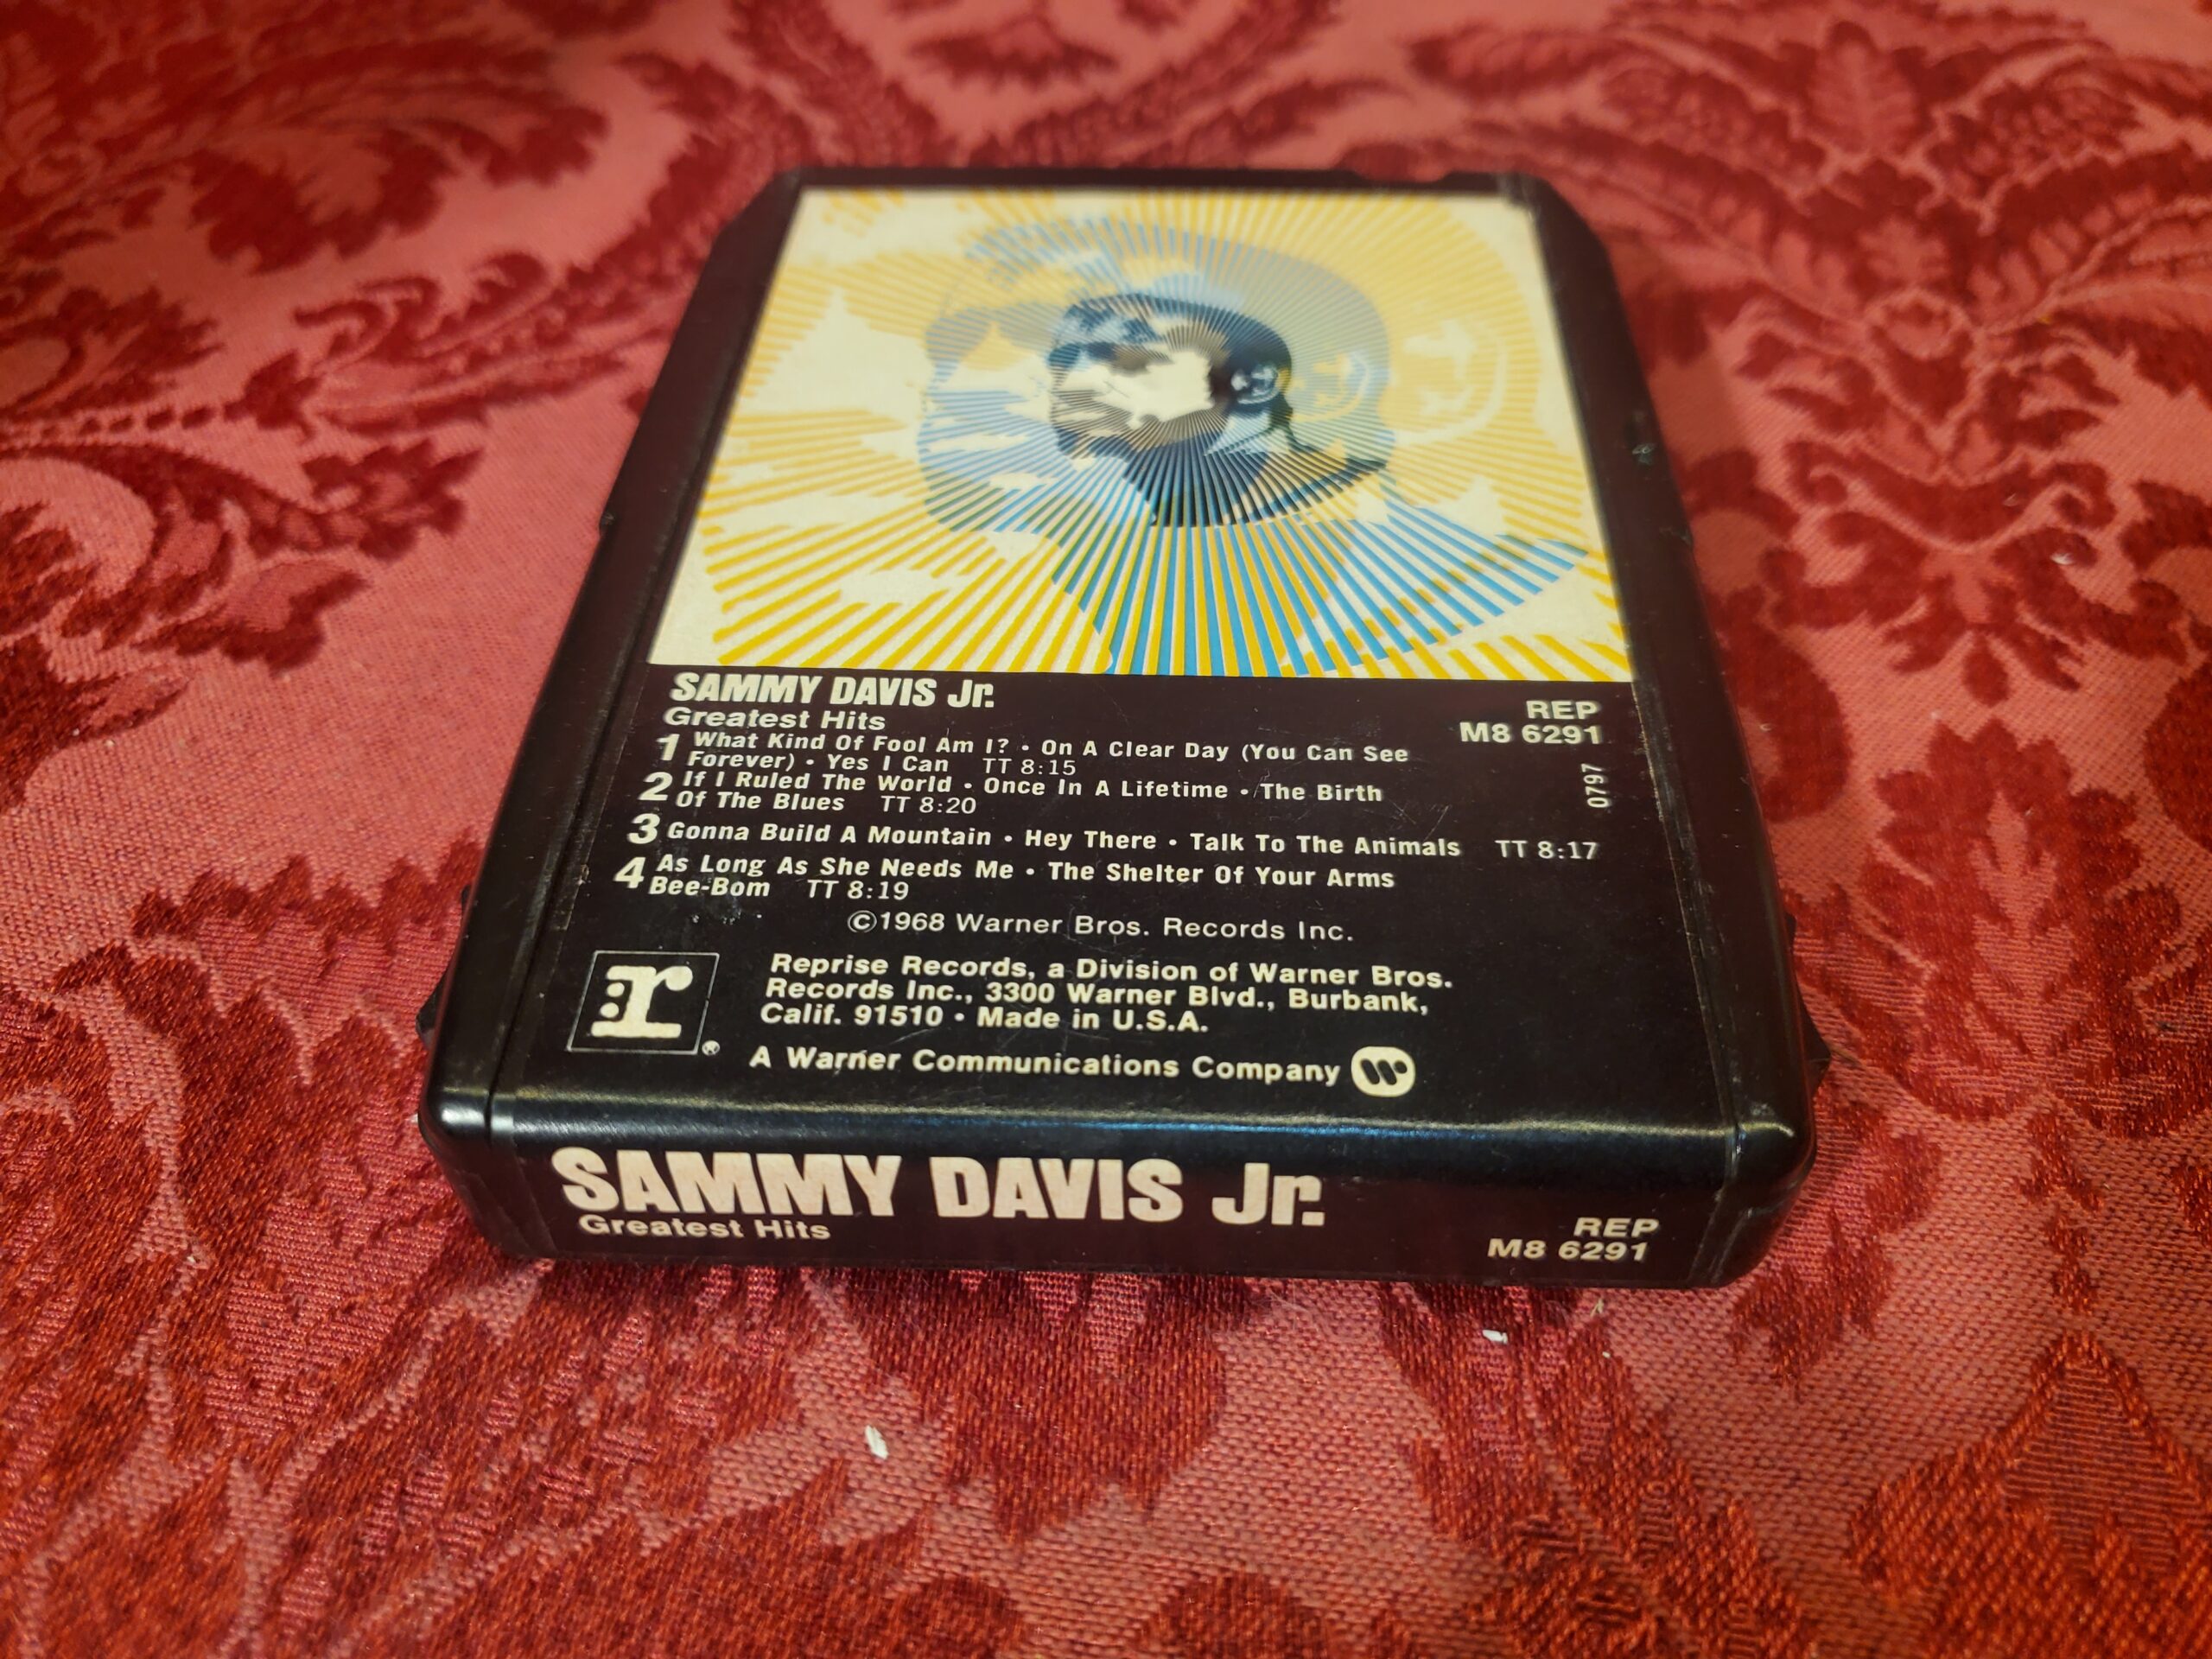 SAMMY DAVIS Jr.
Greatest Hits
REP
M8 6291
1 What Kind Of Fool Am I? • On A Clear Day (You Can See
Forever) • Yes I Can TT 8:15
2 If I Ruled The World • Once In A Lifetime • The Birth
Of The Blues TT 8:20
0797
3 Gonna Build A Mountain • Hey There • Talk To The Animals TT 8:17
4 As Long As She Needs Me • The Shelter Of Your Arms
Bee-Bom TT 8:19
©1968 Warner Bros. Records Inc.
r
®
Reprise Records, a Division of Warner Bros.
Records Inc., 3300 Warner Blvd., Burbank,
Calif. 91510 • Made in U.S.A.
A Warner Communications Company
SAMMY DAVIS Jr.
Greatest Hits
REP
M8 6291